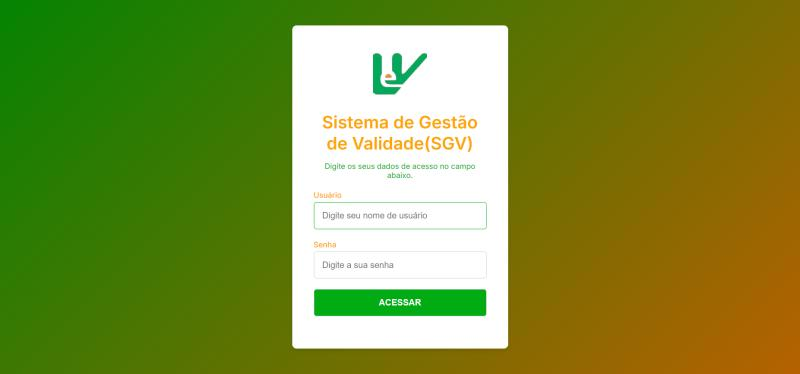 LeV
Sistema de Gestão
de Validade(SGV)
Digite os seus dados de acesso no campo
abaixo.
Usuário
Digite seu nome de usuário
Senha
Digite a sua senha
ACESSAR